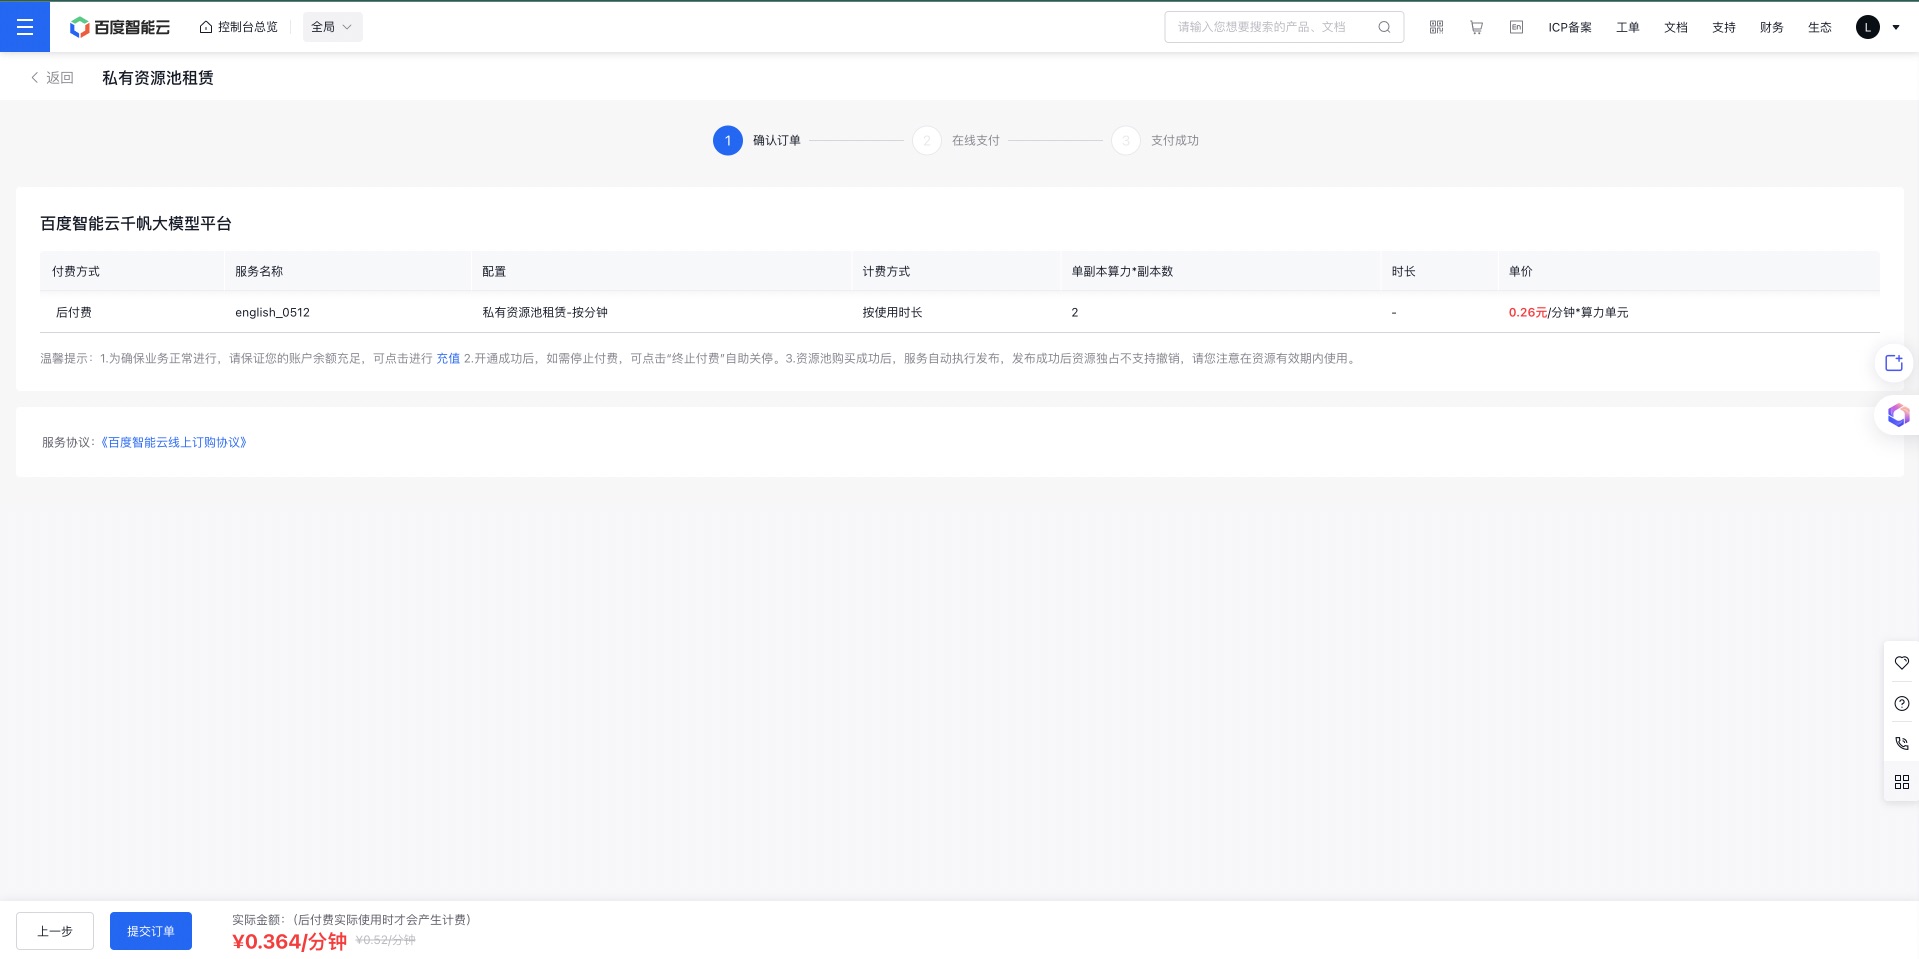 百度智能云 控制台总览 全局 请输入您想要搜索的产品、文档 En ICP备案 工单 文档 支持 财务 生态 L
返回 私有资源池租赁
1 确认订单 2 在线支付 3 支付成功
百度智能云千帆大模型平台
付费方式 服务名称 配置 计费方式 单副本算力*副本数 时长 单价
后付费 english_0512 私有资源池租赁-按分钟 按使用时长 2 - 0.26元/分钟*算力单元
温馨提示：1.为确保业务正常进行，请保证您的账户余额充足，可点击进行 充值 2.开通成功后，如需停止付费，可点击“终止付费”自助关停。3.资源池购买成功后，服务自动执行发布，发布成功后资源独占不支持撤销，请您注意在资源有效期内使用。
服务协议：《百度智能云线上订购协议》
上一步 提交订单 实际金额：（后付费实际使用时才会产生计费）
¥0.364/分钟 ¥0.52/分钟